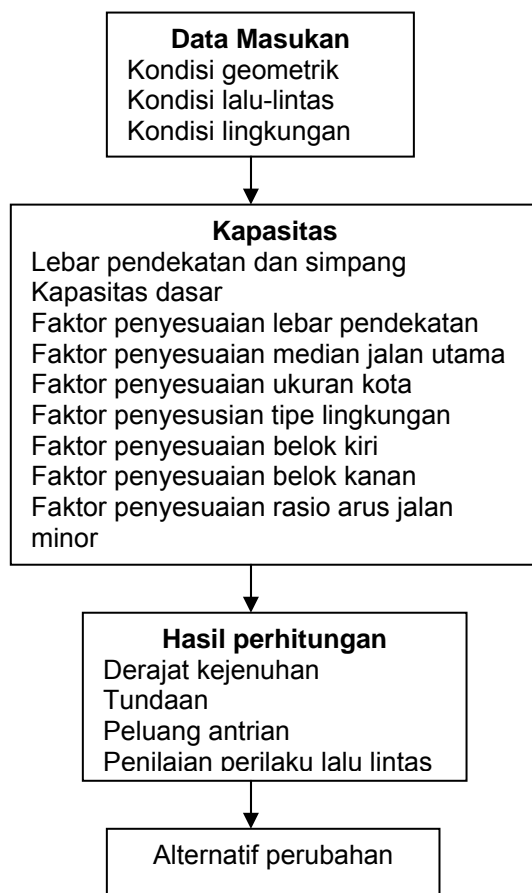 Data Masukan
Kondisi geometrik
Kondisi lalu-lintas
Kondisi lingkungan
Kapasitas
Lebar pendekatan dan simpang
Kapasitas dasar
Faktor penyesuaian lebar pendekatan
Faktor penyesuaian median jalan utama
Faktor penyesuaian ukuran kota
Faktor penyesusian tipe lingkungan
Faktor penyesuaian belok kiri
Faktor penyesuaian belok kanan
Faktor penyesuaian rasio arus jalan
minor
Hasil perhitungan
Derajat kejenuhan
Tundaan
Peluang antrian
Penilaian perilaku lalu lintas
Alternatif perubahan